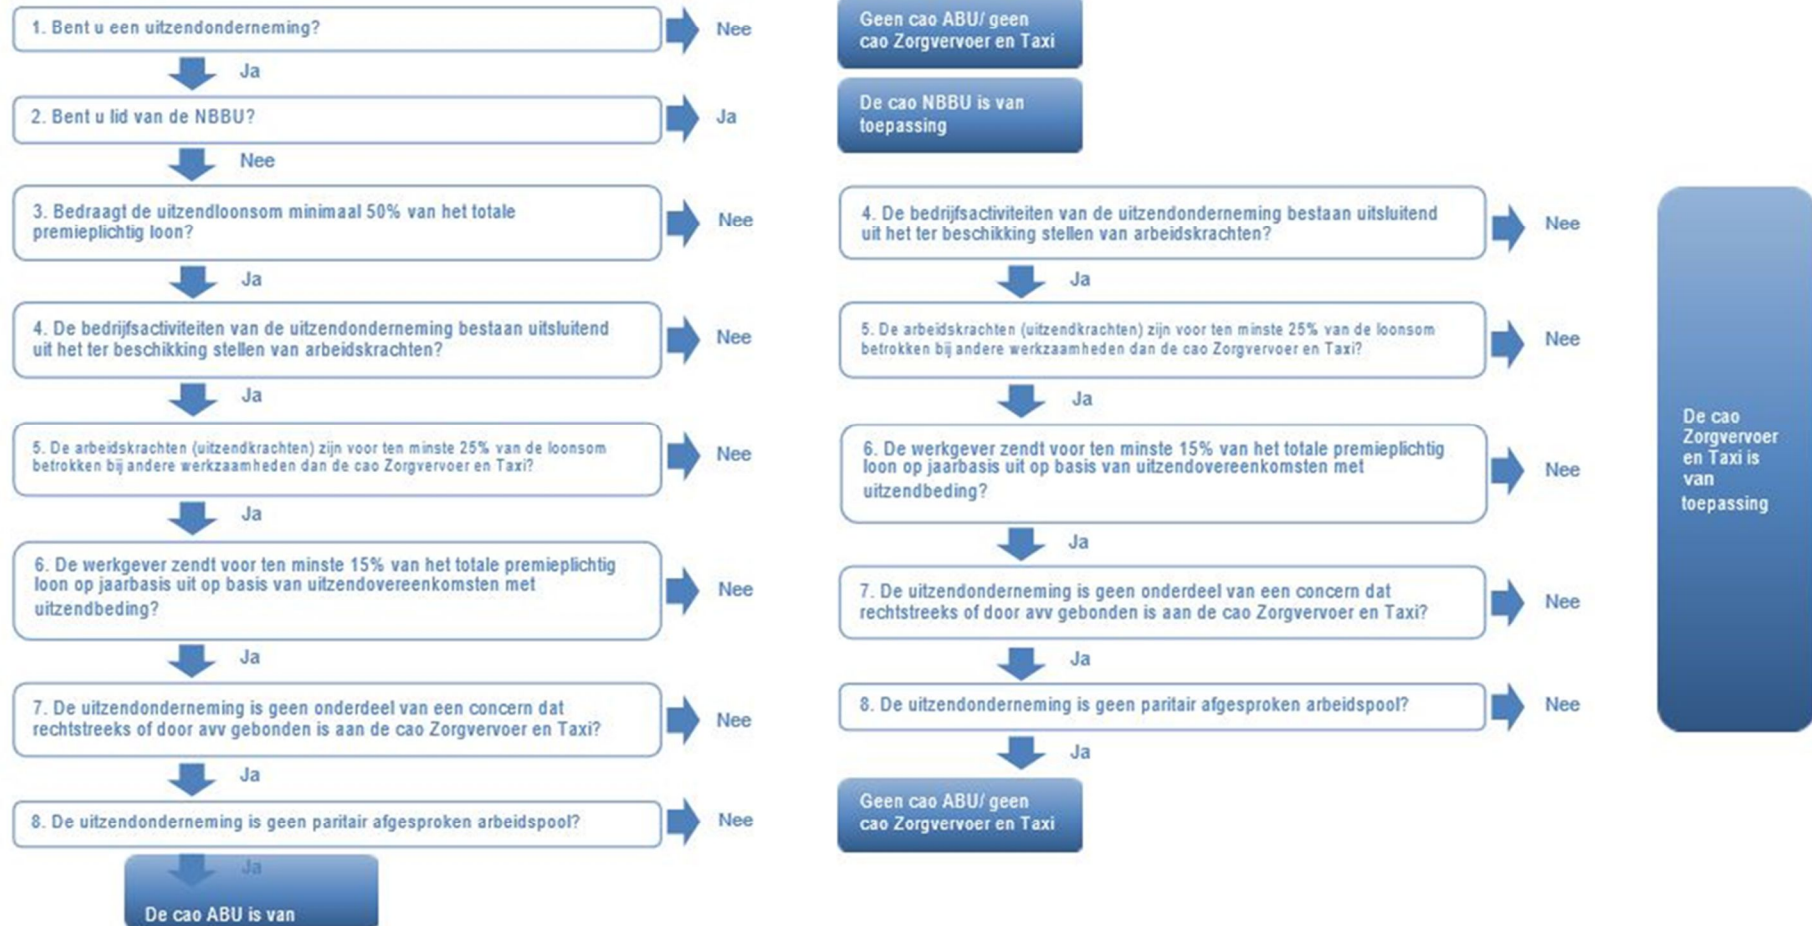 1. Bent u een uitzendonderneming?
Nee
Geen cao ABU/ geen
cao Zorgvervoer en Taxi
Ja
2. Bent u lid van de NBBU?
Ja
De cao NBBU is van
toepassing
Nee
3. Bedraagt de uitzendloonsom minimaal 50% van het totale
premieplichtig loon?
Nee
Ja
4. De bedrijfsactiviteiten van de uitzendonderneming bestaan uitsluitend
uit het ter beschikking stellen van arbeidskrachten?
Nee
Ja
5. De arbeidskrachten (uitzendkrachten) zijn voor ten minste 25% van de loonsom
betrokken bij andere werkzaamheden dan de cao Zorgvervoer en Taxi?
Nee
Ja
6. De werkgever zendt voor ten minste 15% van het totale premieplichtig
loon op jaarbasis uit op basis van uitzendovereenkomsten met
uitzendbeding?
Nee
Ja
7. De uitzendonderneming is geen onderdeel van een concern dat
rechtstreeks of door avv gebonden is aan de cao Zorgvervoer en Taxi?
Nee
Ja
8. De uitzendonderneming is geen paritair afgesproken arbeidspool?
Nee
Ja
De cao ABU is van
4. De bedrijfsactiviteiten van de uitzendonderneming bestaan uitsluitend
uit het ter beschikking stellen van arbeidskrachten?
Nee
Ja
5. De arbeidskrachten (uitzendkrachten) zijn voor ten minste 25% van de loonsom
betrokken bij andere werkzaamheden dan de cao Zorgvervoer en Taxi?
Nee
Ja
6. De werkgever zendt voor ten minste 15% van het totale premieplichtig
loon op jaarbasis uit op basis van uitzendovereenkomsten met
uitzendbeding?
Nee
Ja
7. De uitzendonderneming is geen onderdeel van een concern dat
rechtstreeks of door avv gebonden is aan de cao Zorgvervoer en Taxi?
Nee
Ja
8. De uitzendonderneming is geen paritair afgesproken arbeidspool?
Nee
Ja
Geen cao ABU/ geen
cao Zorgvervoer en Taxi
De cao
Zorgvervoer
en Taxi is
van
toepassing